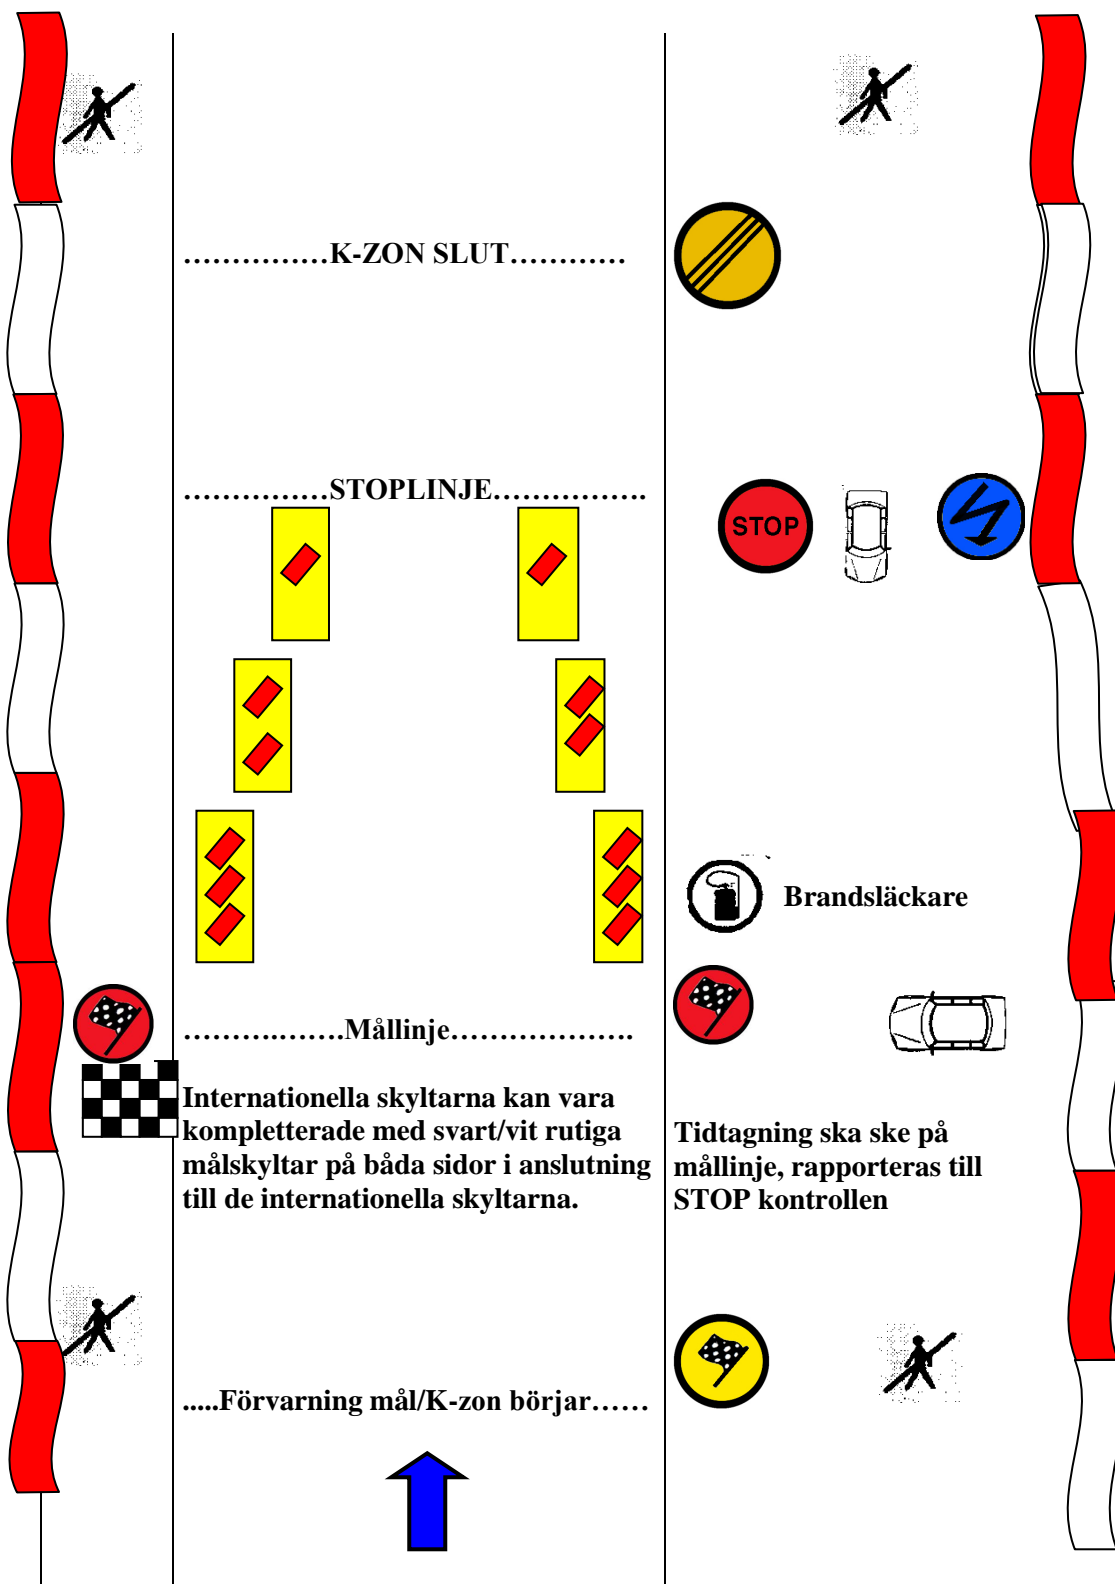 ……………K-ZON SLUT…………
……………STOPLINJE…………….
STOP
Brandsläckare
……….…….Mållinje……………….
Internationella skyltarna kan vara
kompletterade med svart/vit rutiga
målskyltar på båda sidor i anslutning
till de internationella skyltarna.
Tidtagning ska ske på
mållinje, rapporteras till
STOP kontrollen
.....Förvarning mål/K-zon börjar……